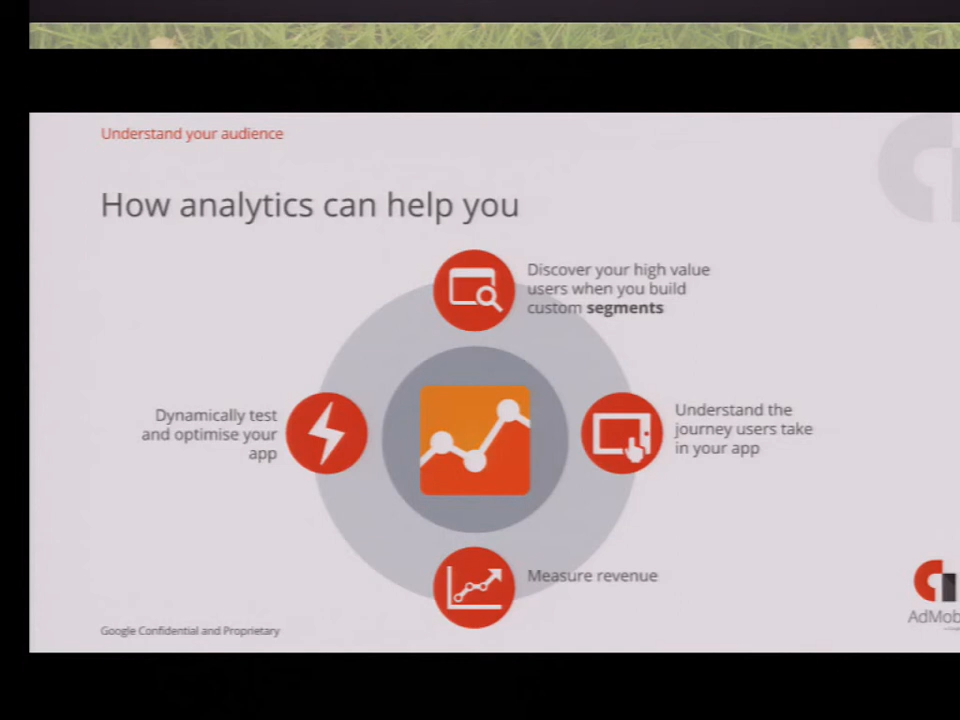 Understand your audience
How analytics can help you
Discover your high value
users when you build
custom segments
Dynamically test
and optimise your
app
Understand the
journey users take
in your app
Measure revenue
Google Confidential and Proprietary
AdMob